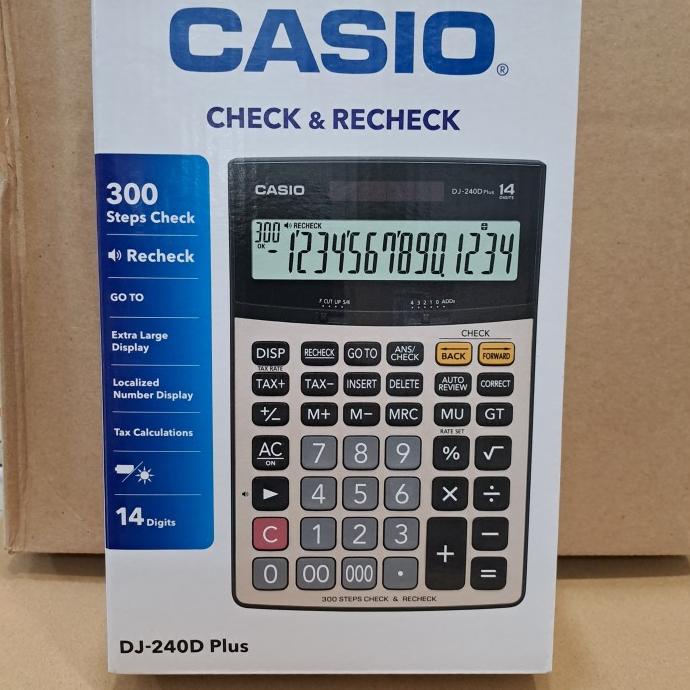 CASIO®
CHECK & RECHECK
300
Steps Check
Recheck
GO TO
Extra Large
Display
Localized
Number Display
Tax Calculations
14 Digits
CASIO
DJ-240D Plus 14
DIGITS
300 RECHECK
OK
-12345678901234
F CUT UP 5/4 4 3 2 1 0 ADD2
CHECK
DISP RECHECK GO TO ANS/CHECK BACK FORWARD
TAX RATE
TAX+ TAX− INSERT DELETE AUTO REVIEW CORRECT
+/− M+ M− MRC MU GT
RATE SET
AC 7 8 9 % √
ON
4 5 6 × ÷
C 1 2 3 + −
0 00 000 · =
300 STEPS CHECK & RECHECK
DJ-240D Plus